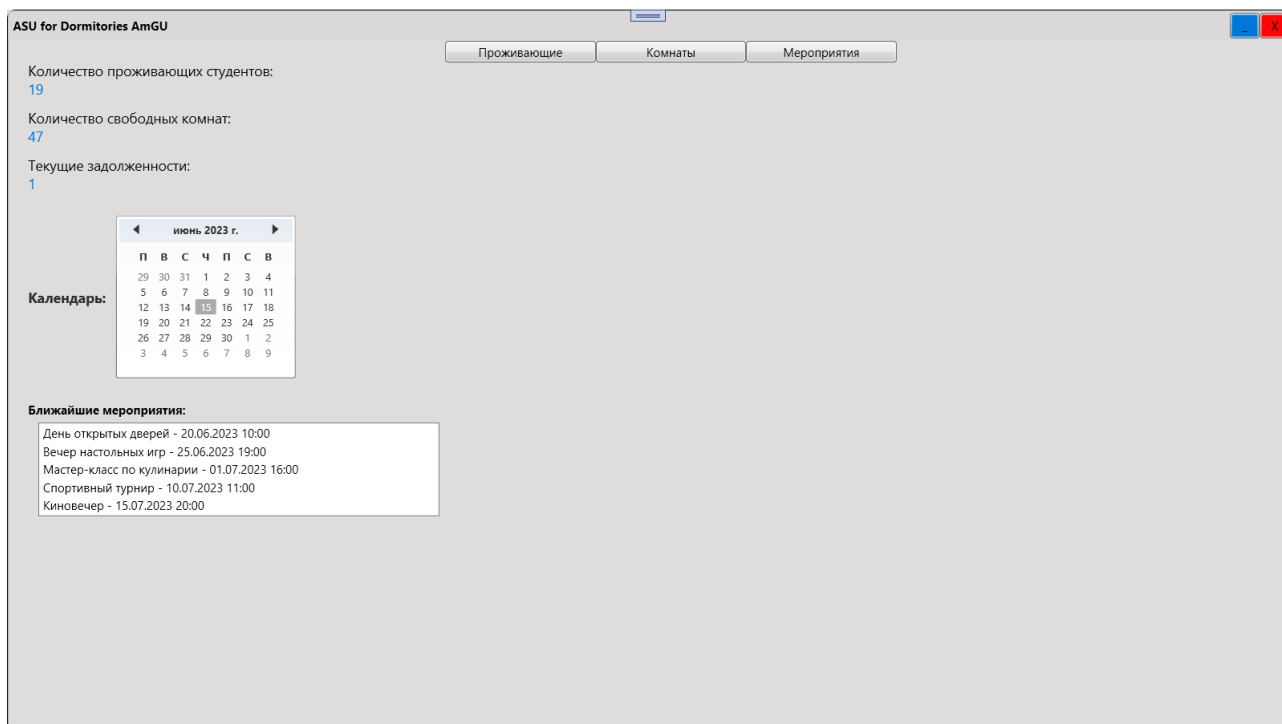 ASU for Dormitories AmGU
_ X
Проживающие Комнаты Мероприятия
Количество проживающих студентов:
19
Количество свободных комнат:
47
Текущие задолженности:
1
июнь 2023 г.
П В С Ч П С В
29 30 31 1 2 3 4
5 6 7 8 9 10 11
Календарь:
12 13 14 15 16 17 18
19 20 21 22 23 24 25
26 27 28 29 30 1 2
3 4 5 6 7 8 9
Ближайшие мероприятия:
День открытых дверей - 20.06.2023 10:00
Вечер настольных игр - 25.06.2023 19:00
Мастер-класс по кулинарии - 01.07.2023 16:00
Спортивный турнир - 10.07.2023 11:00
Киновечер - 15.07.2023 20:00